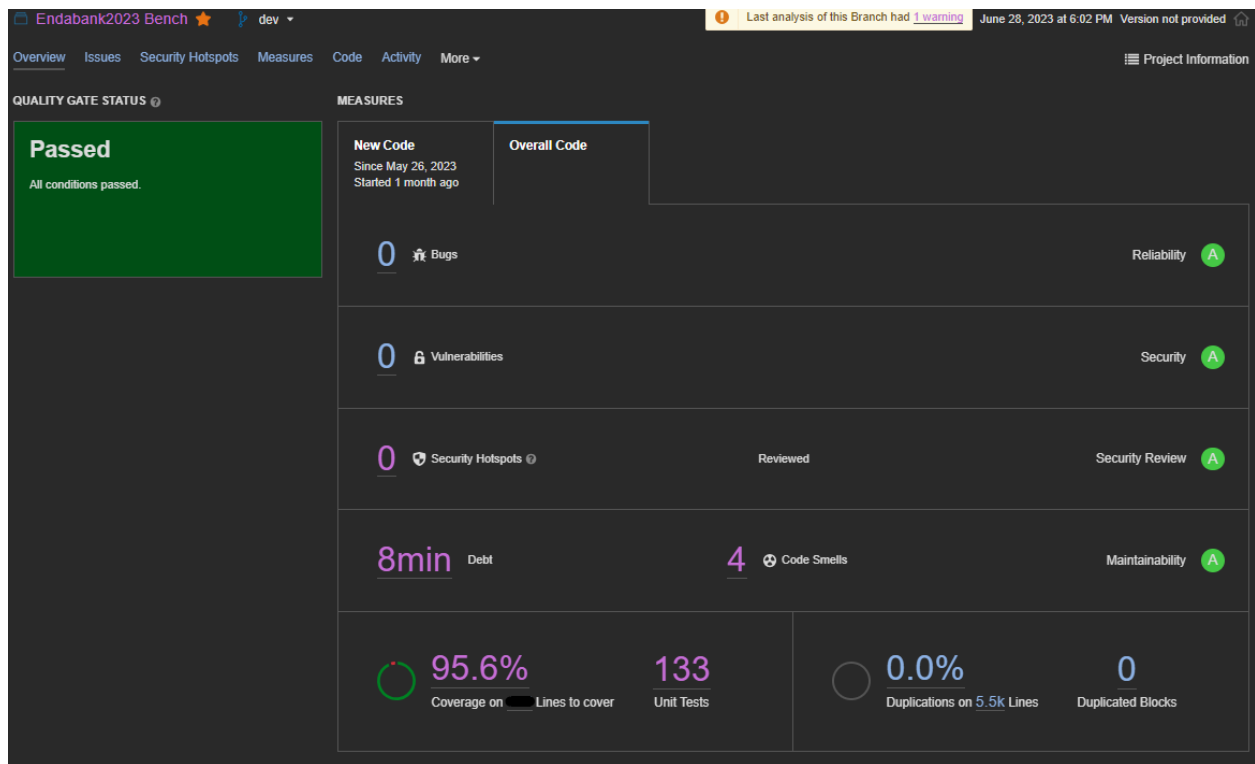 Endabank2023 Bench dev
Last analysis of this Branch had 1 warning June 28, 2023 at 6:02 PM Version not provided
Overview Issues Security Hotspots Measures Code Activity More
Project Information
QUALITY GATE STATUS
MEASURES
Passed
All conditions passed.
New Code
Since May 26, 2023
Started 1 month ago
Overall Code
0 Bugs Reliability A
0 Vulnerabilities Security A
0 Security Hotspots Reviewed Security Review A
8min Debt 4 Code Smells Maintainability A
95.6%
Coverage on Lines to cover
133
Unit Tests
0.0%
Duplications on 5.5k Lines
0
Duplicated Blocks